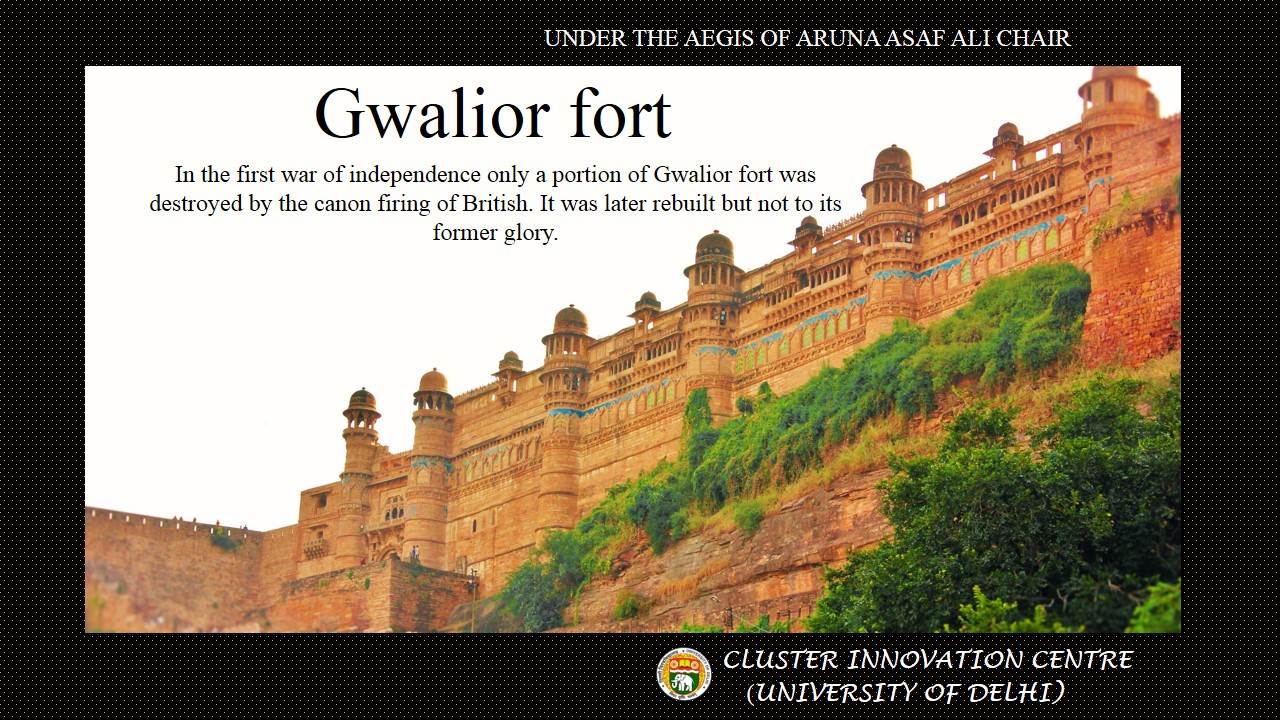 UNDER THE AEGIS OF ARUNA ASAF ALI CHAIR
Gwalior fort
In the first war of independence only a portion of Gwalior fort was
destroyed by the canon firing of British. It was later rebuilt but not to its
former glory.
CLUSTER INNOVATION CENTRE
(UNIVERSITY OF DELHI)